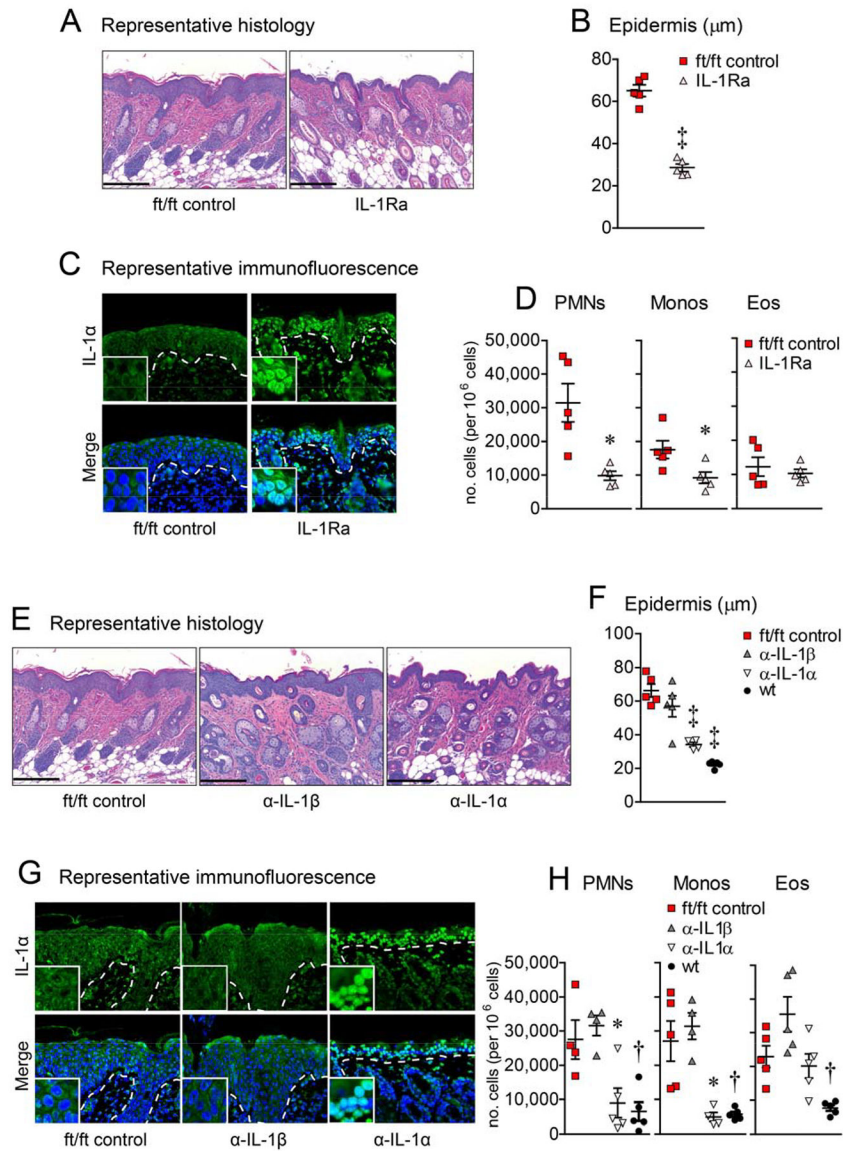 A Representative histology
ft/ft control IL-1Ra
B Epidermis (μm)
ft/ft control
IL-1Ra
80
60
40
20
0
‡
C Representative immunofluorescence
IL-1α
Merge
ft/ft control IL-1Ra
D PMNs Monos Eos
ft/ft control
IL-1Ra
no. cells (per 10⁶ cells)
50,000
40,000
30,000
20,000
10,000
0
* *
E Representative histology
ft/ft control α-IL-1β α-IL-1α
F Epidermis (μm)
ft/ft control
α-IL-1β
α-IL-1α
wt
100
80
60
40
20
0
‡ ‡
G Representative immunofluorescence
IL-1α
Merge
ft/ft control α-IL-1β α-IL-1α
H PMNs Monos Eos
ft/ft control
α-IL1β
α-IL1α
wt
no. cells (per 10⁶ cells)
50,000
40,000
30,000
20,000
10,000
0
* † * † †